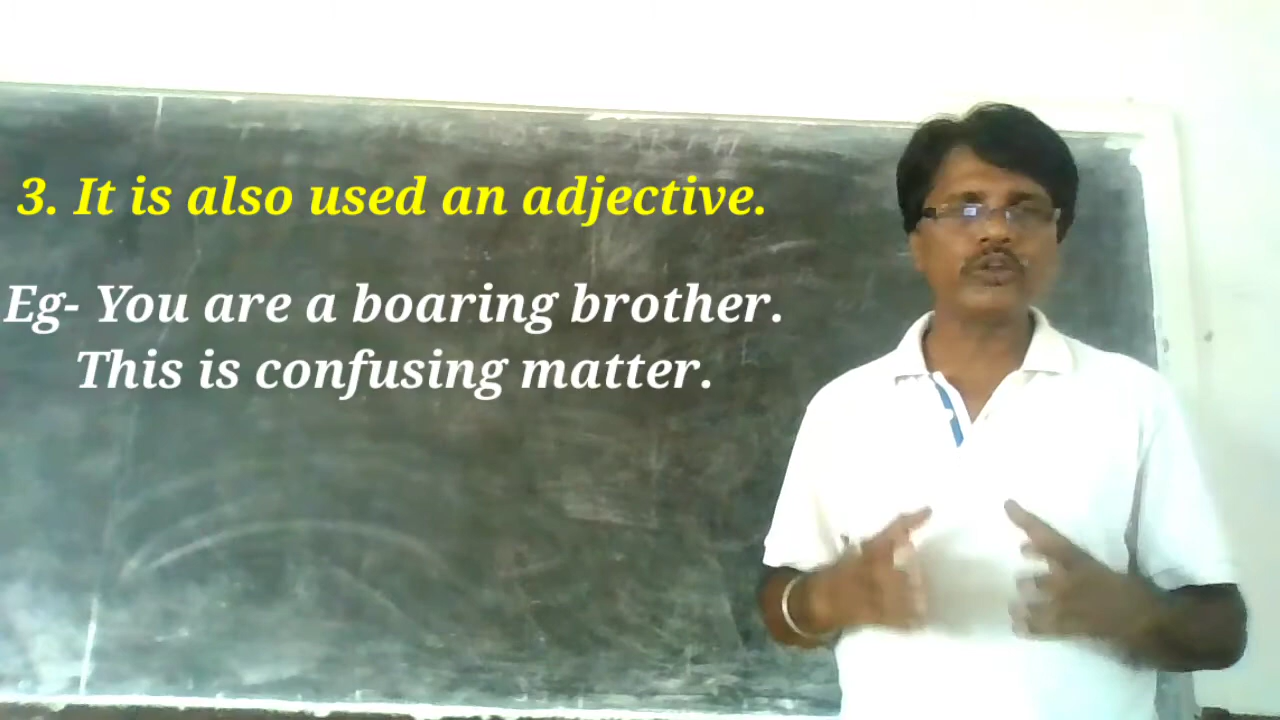 3. It is also used an adjective.
Eg- You are a boaring brother.
This is confusing matter.